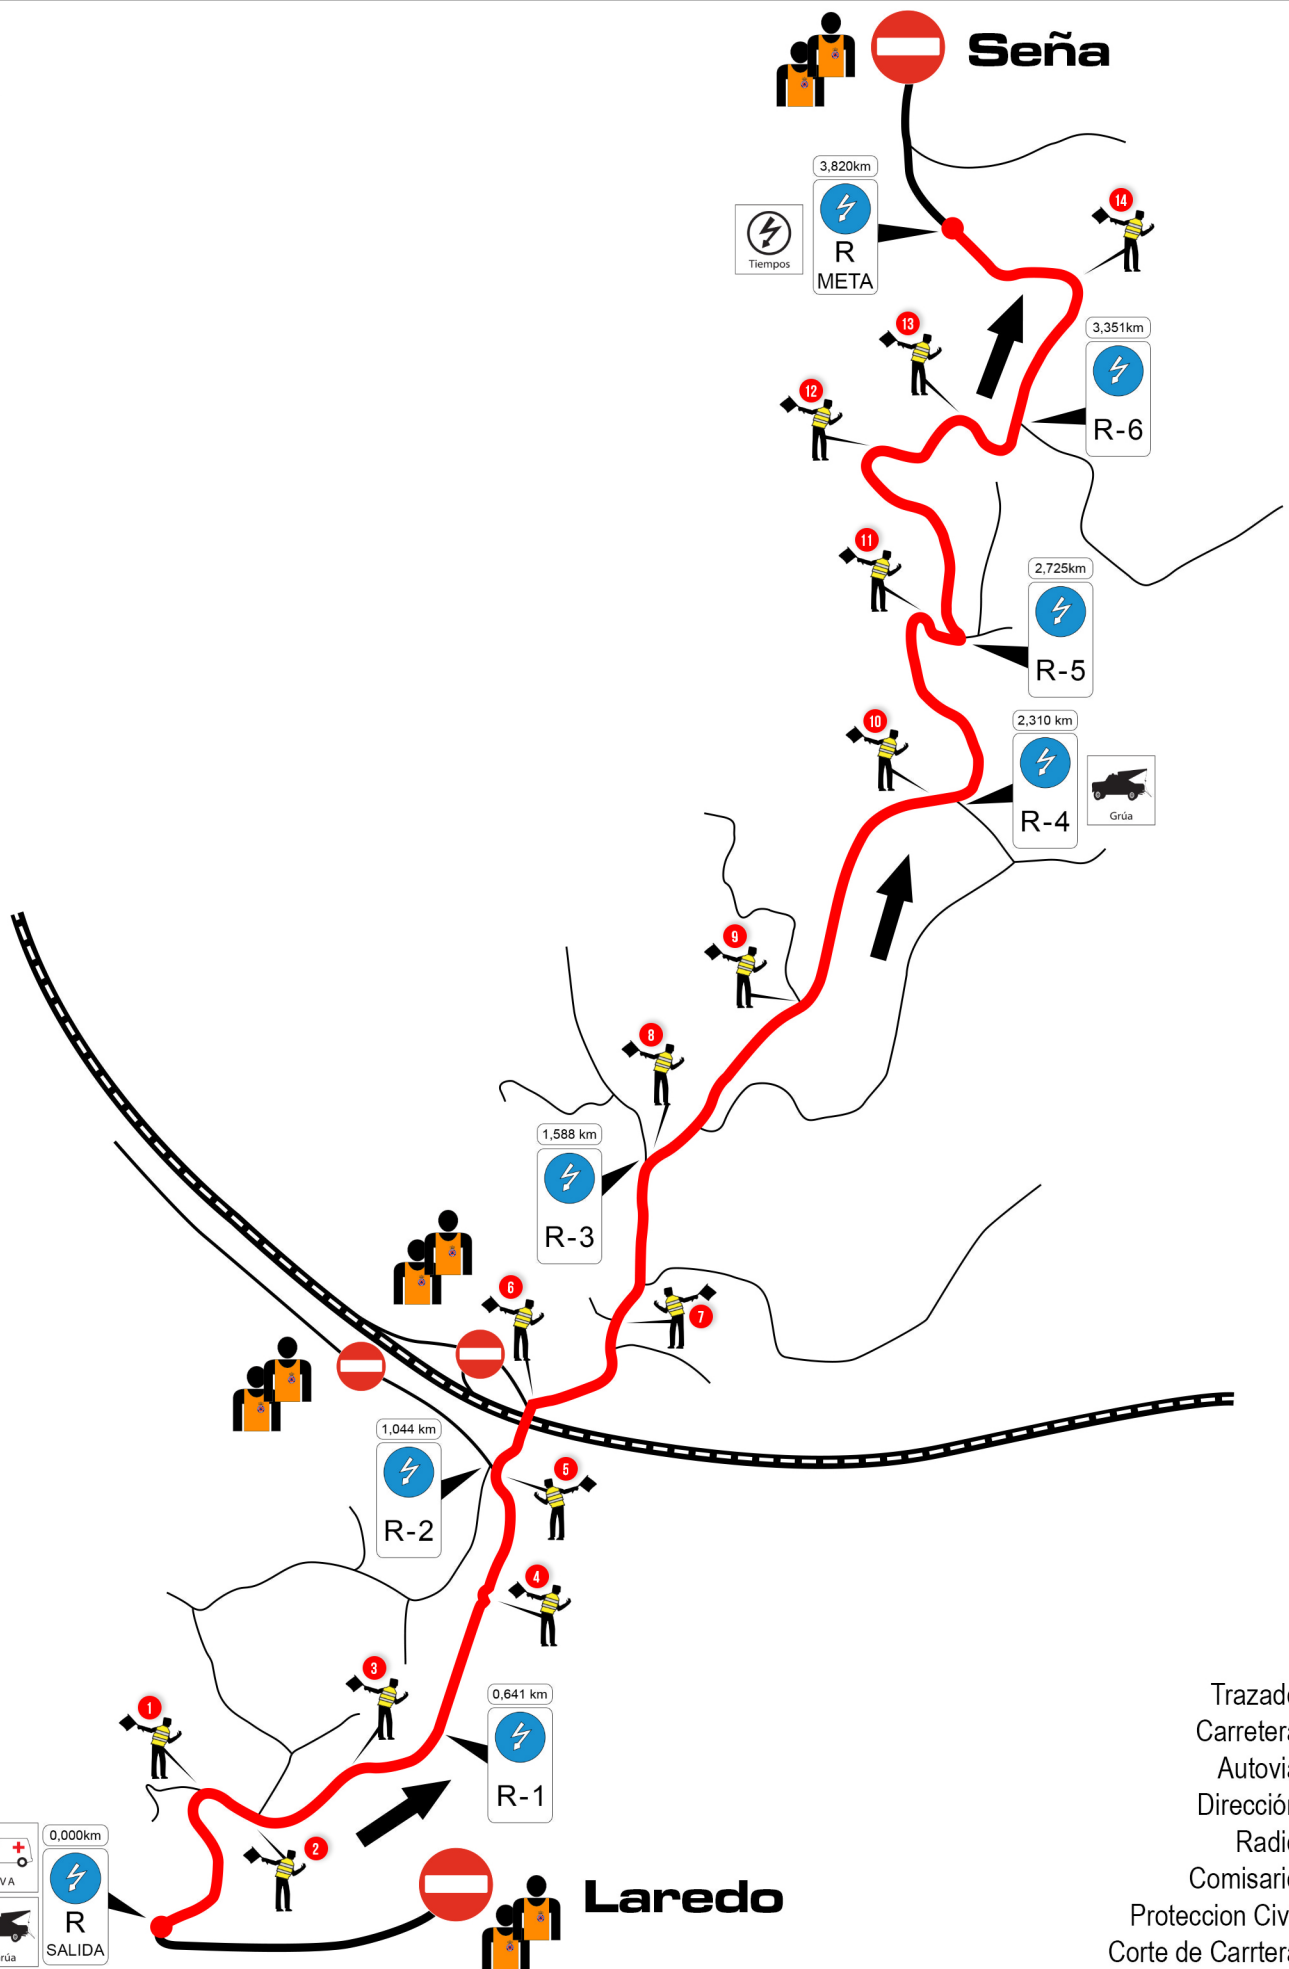 Seña
3,820km
R
META
Tiempos
14
13
3,351km
R-6
12
11
2,725km
R-5
10
2,310 km
R-4
Grúa
9
8
1,588 km
R-3
6
7
1,044 km
R-2
5
4
3
0,641 km
R-1
1
2
0,000km
R
SALIDA
Laredo